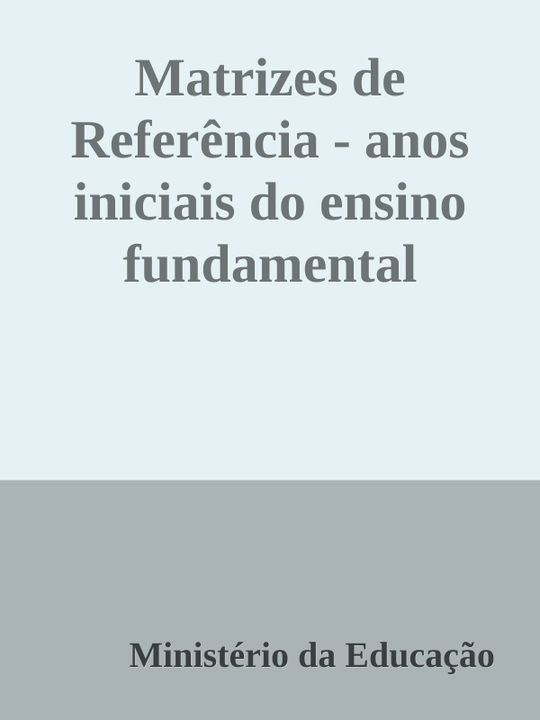 Matrizes de
Referência - anos
iniciais do ensino
fundamental
Ministério da Educação